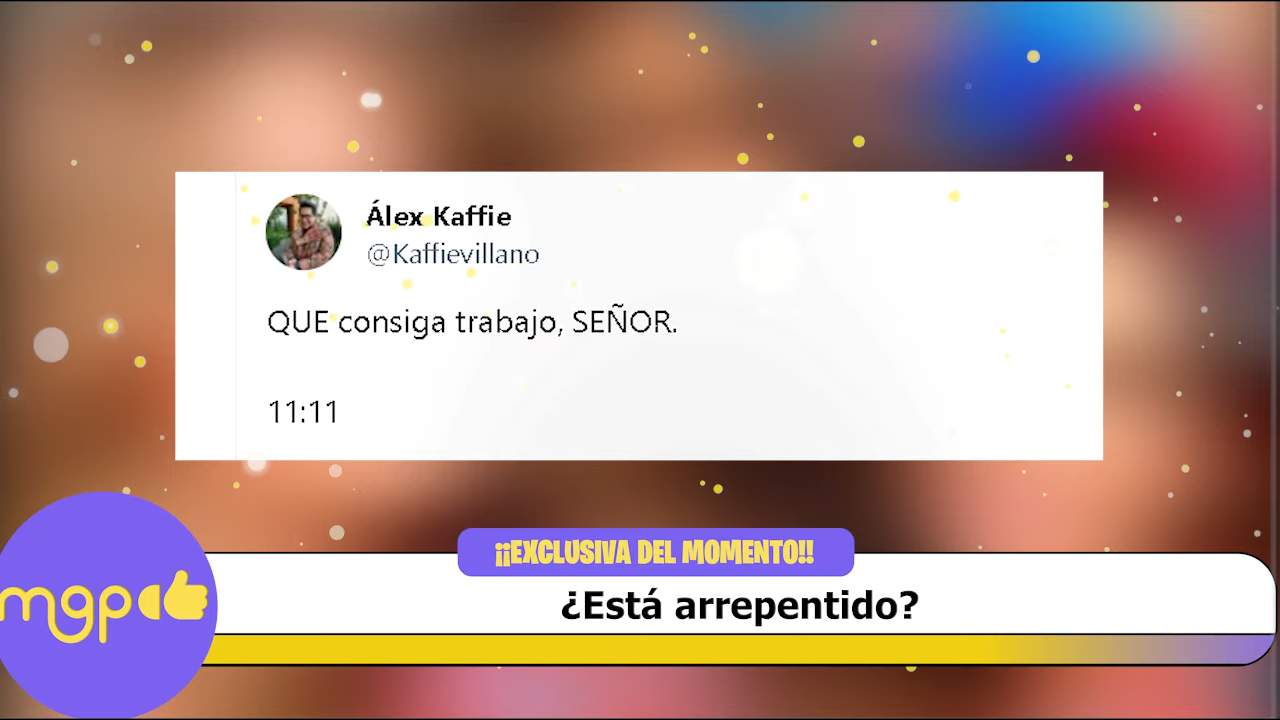 Álex Kaffie
@Kaffievillano
QUE consiga trabajo, SEÑOR.
11:11
¡¡EXCLUSIVA DEL MOMENTO!!
¿Está arrepentido?
mgp